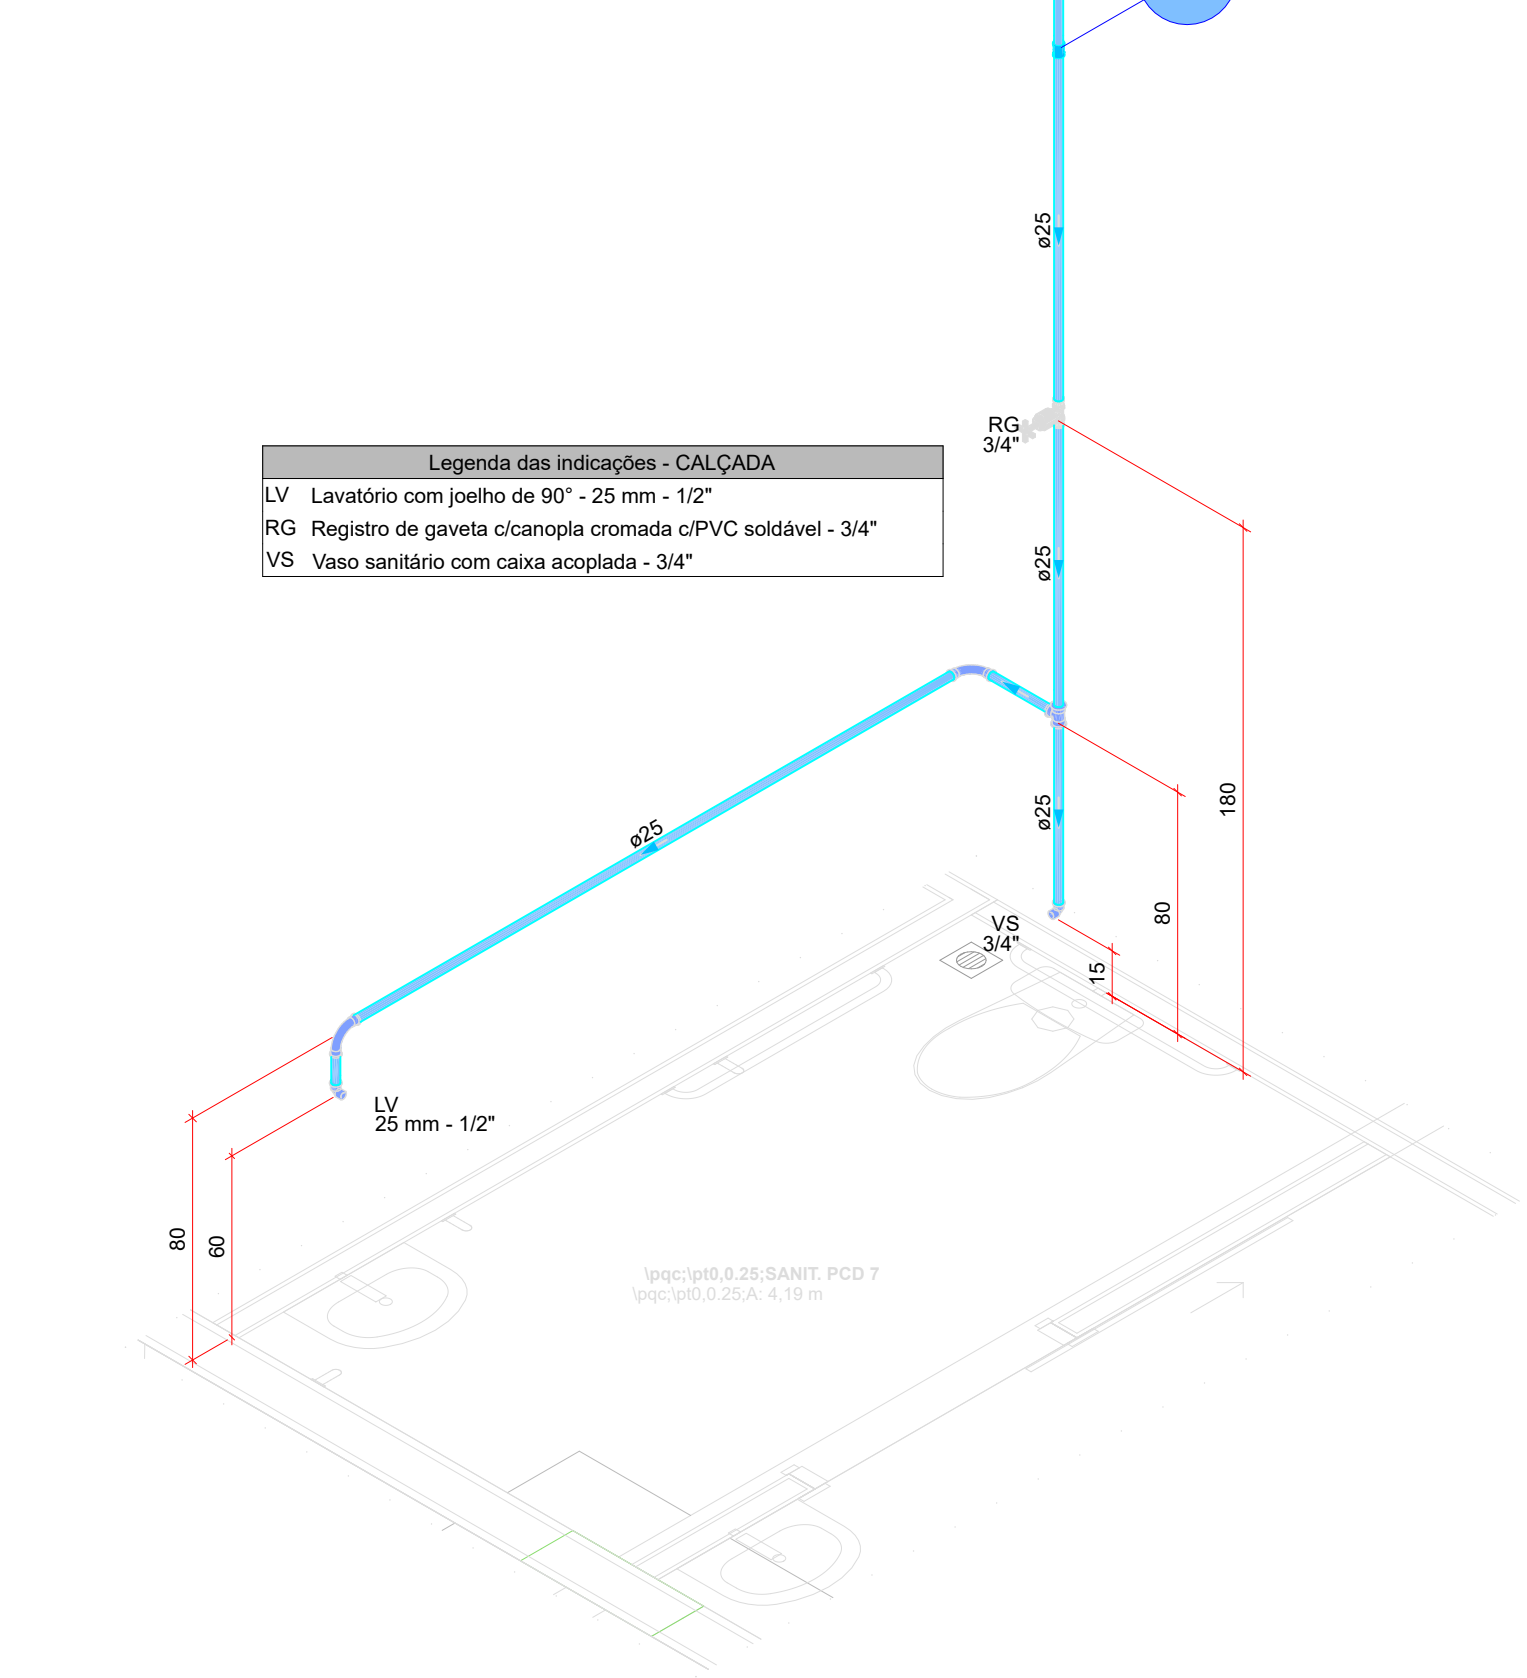 ø25
RG
3/4"
Legenda das indicações - CALÇADA
LV Lavatório com joelho de 90° - 25 mm - 1/2"
RG Registro de gaveta c/canopla cromada c/PVC soldável - 3/4"
VS Vaso sanitário com caixa acoplada - 3/4"
ø25
180
ø25
ø25
80
VS
3/4"
15
LV
25 mm - 1/2"
80
60
\pqc;\pt0,0.25;SANIT. PCD 7
\pqc;\pt0,0.25;A: 4,19 m